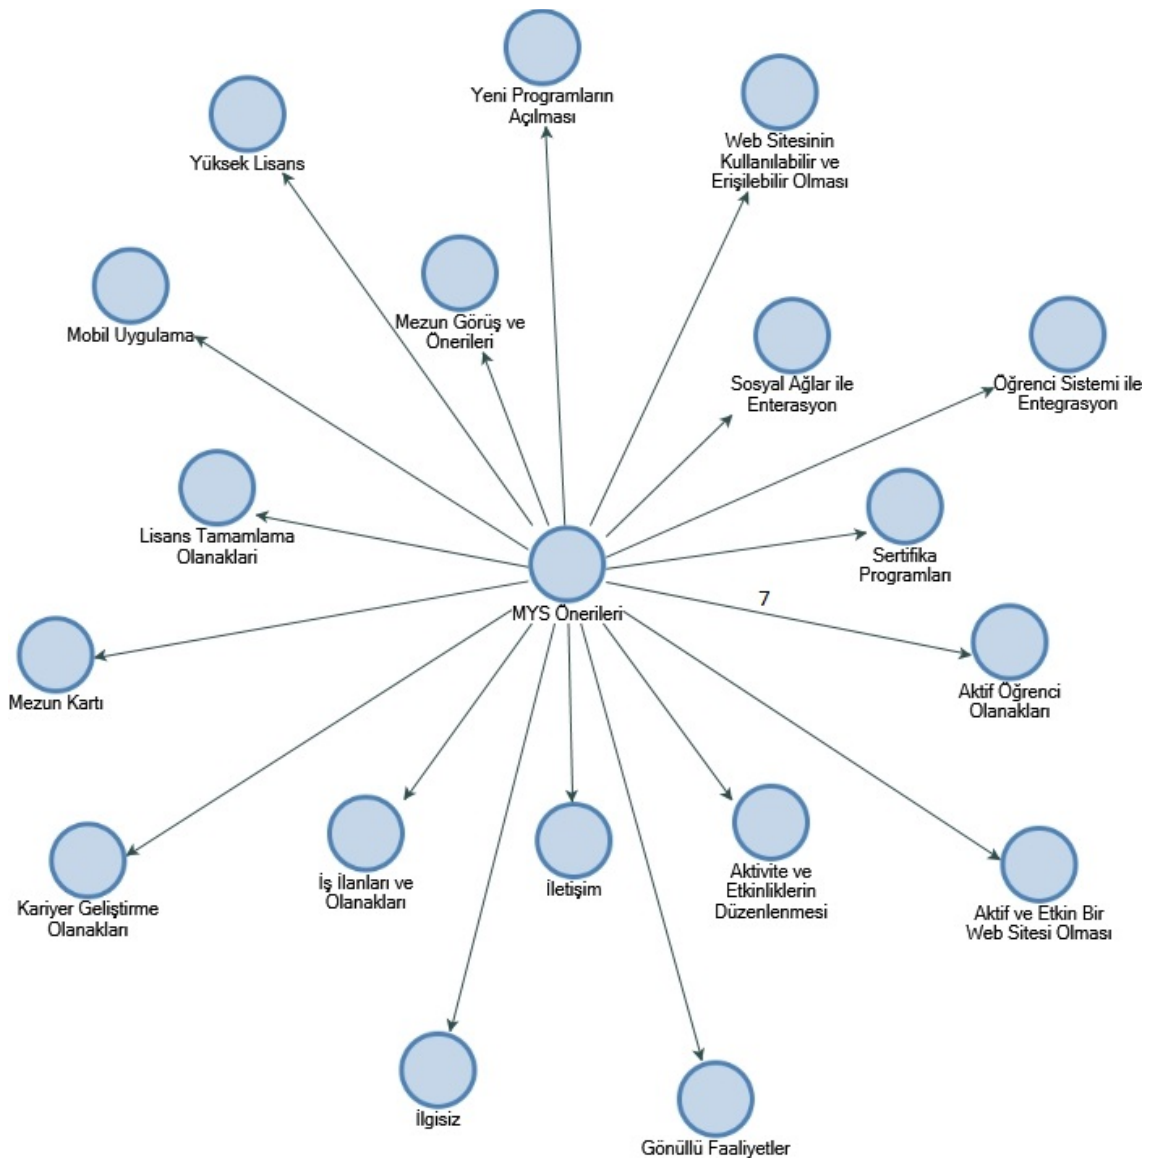 Yeni Programların
Açılması
Yüksek Lisans
Web Sitesinin
Kullanılabilir ve
Erişilebilir Olması
Mobil Uygulama
Mezun Görüş ve
Önerileri
Sosyal Ağlar ile
Enterasyon
Öğrenci Sistemi ile
Entegrasyon
Lisans Tamamlama
Olanaklari
Sertifika
Programları
MYS Önerileri
7
Mezun Kartı
Aktif Öğrenci
Olanakları
Kariyer Geliştirme
Olanakları
İş İlanları ve
Olanakları
İletişim
Aktivite ve
Etkinliklerin
Düzenlenmesi
Aktif ve Etkin Bir
Web Sitesi Olması
İlgisiz
Gönüllü Faaliyetler